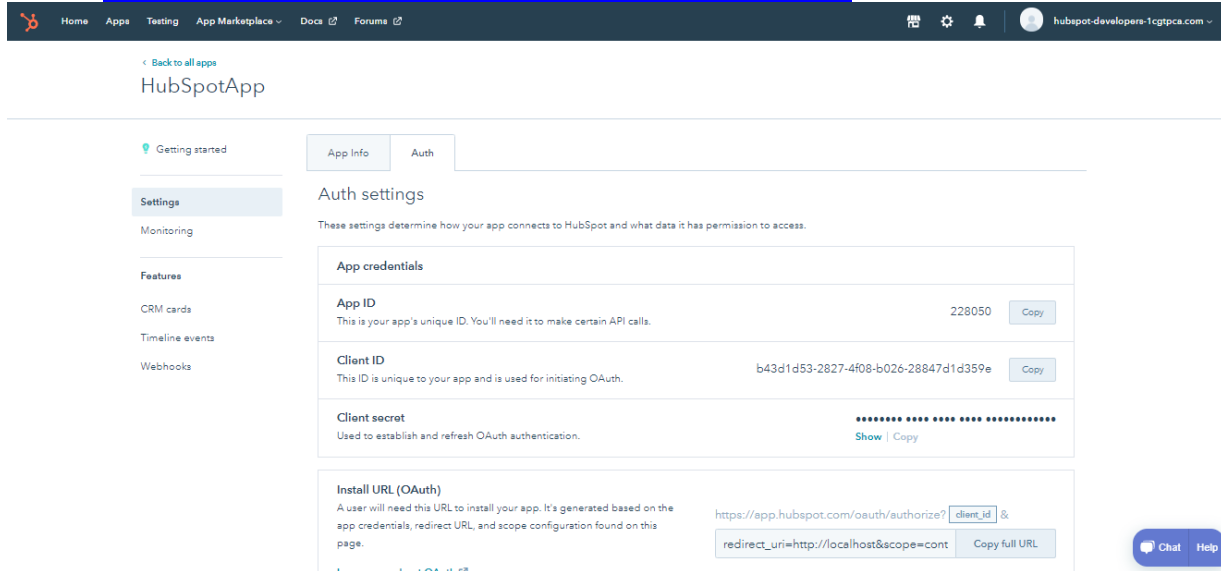 Home Apps Testing App Marketplace Docs Forums hubspot-developers-1cgtpca.com
Back to all apps
HubSpotApp
Getting started
Settings
Monitoring
Features
CRM cards
Timeline events
Webhooks
App Info Auth
Auth settings
These settings determine how your app connects to HubSpot and what data it has permission to access.
App credentials
App ID
This is your app's unique ID. You'll need it to make certain API calls.
228050 Copy
Client ID
This ID is unique to your app and is used for initiating OAuth.
b43d1d53-2827-4f08-b026-28847d1d359e Copy
Client secret
Used to establish and refresh OAuth authentication.
•••••••• •••• •••• •••• ••••••••••••
Show | Copy
Install URL (OAuth)
A user will need this URL to install your app. It's generated based on the
app credentials, redirect URL, and scope configuration found on this
page.
https://app.hubspot.com/oauth/authorize? client_id &
redirect_uri=http://localhost&scope=cont Copy full URL
Chat Help